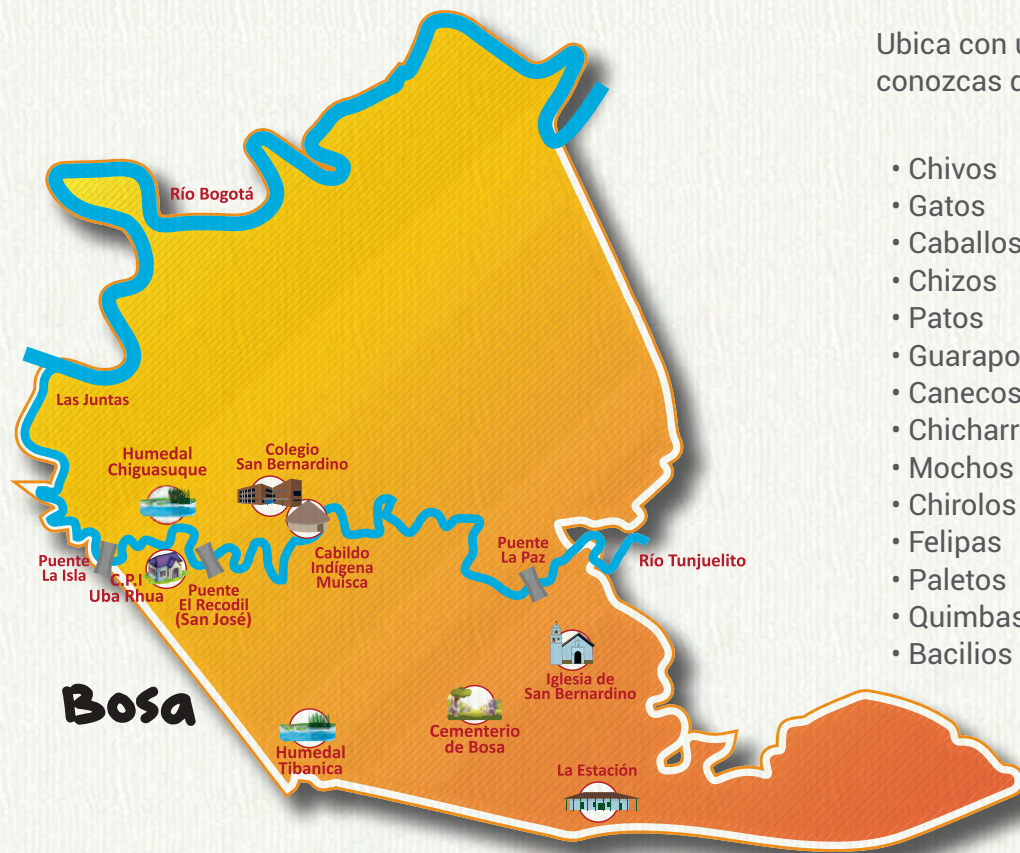 Ubica con
conozcas
• Chivos
• Gatos
• Caballos
• Chizos
• Patos
• Guarapo
• Canecos
• Chicharr
• Mochos
• Chirolos
• Felipas
• Paletos
• Quimbas
• Bacilios
Río Bogotá
Las Juntas
Humedal
Chiguasuque
Colegio
San Bernardino
Puente
La Isla
C.P.I
Uba Rhua
Puente
El Recodil
(San José)
Cabildo
Indígena
Muisca
Puente
La Paz
Río Tunjuelito
Iglesia de
San Bernardino
Bosa
Humedal
Tibanica
Cementerio
de Bosa
La Estación